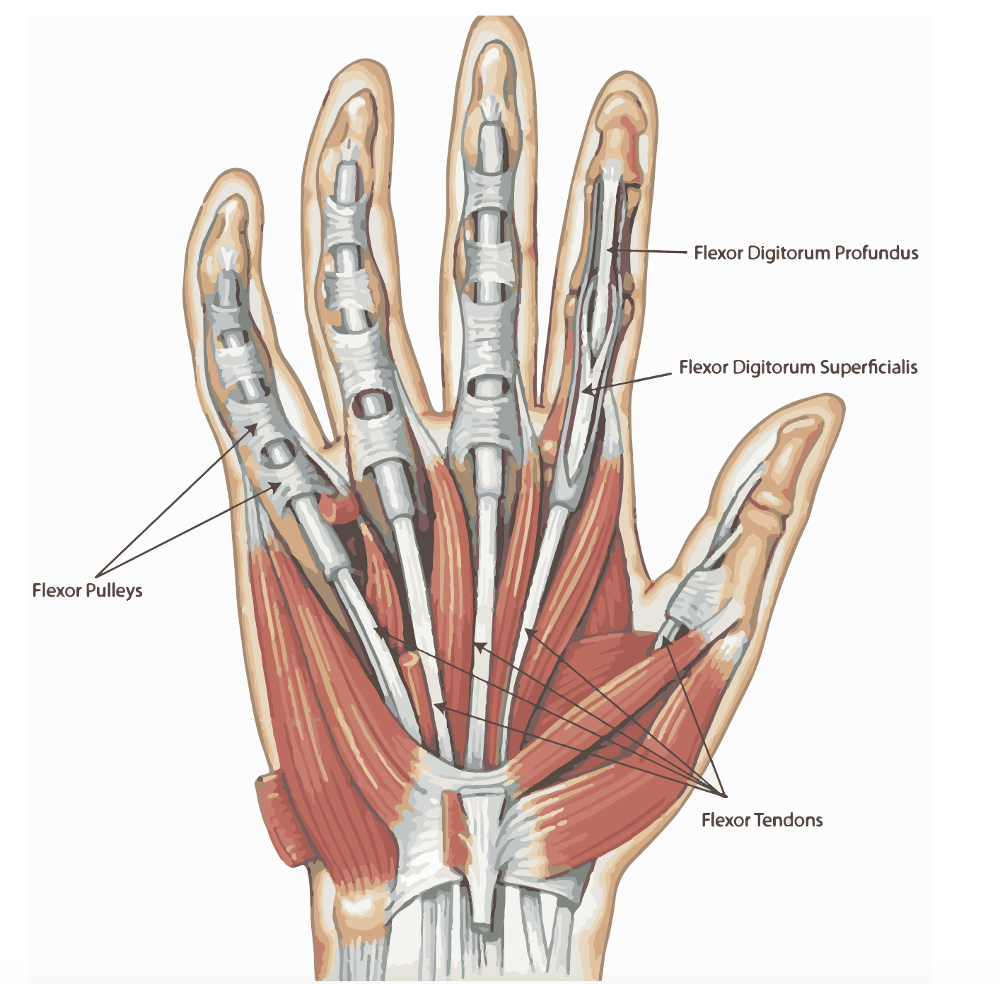 Flexor Digitorum Profundus
Flexor Digitorum Superficialis
Flexor Pulleys
Flexor Tendons